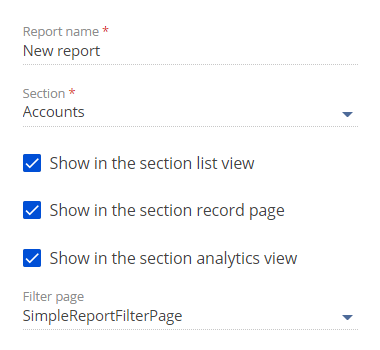 Report name *
New report
Section *
Accounts
Show in the section list view
Show in the section record page
Show in the section analytics view
Filter page
SimpleReportFilterPage